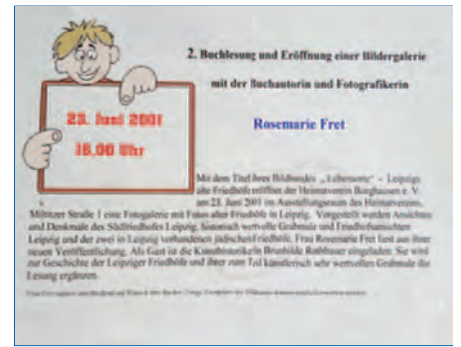 2. Buchlesung und Eröffnung einer Bildergalerie
mit der Buchautorin und Fotografikerin
23. Juni 2001
Rosemarie Fret
16.00 Uhr
Mit dem Titel ihres Bildbandes „Lebensorte" - Leipzigs
alte Friedhöfe eröffnet der Heimatverein Burghausen e. V.
am 23. Juni 2001 im Ausstellungsraum des Heimatvereins,
Miltitzer Straße 1 eine Fotogalerie mit Fotos alter Friedhöfe in Leipzig. Vorgestellt werden Ansichten
und Denkmale des Südfriedhofes Leipzig, historisch wertvolle Grabmale und Friedhofsansichten
Leipzig und der zwei in Leipzig vorhandenen jüdischen Friedhöfe. Frau Rosemarie Fret liest aus ihrer
neuen Veröffentlichung. Als Gast ist die Kunsthistorikerin Brunhilde Rothbauer eingeladen. Sie wird
zur Geschichte der Leipziger Friedhöfe und ihrer zum Teil künstlerisch sehr wertvollen Grabmale die
Lesung ergänzen.